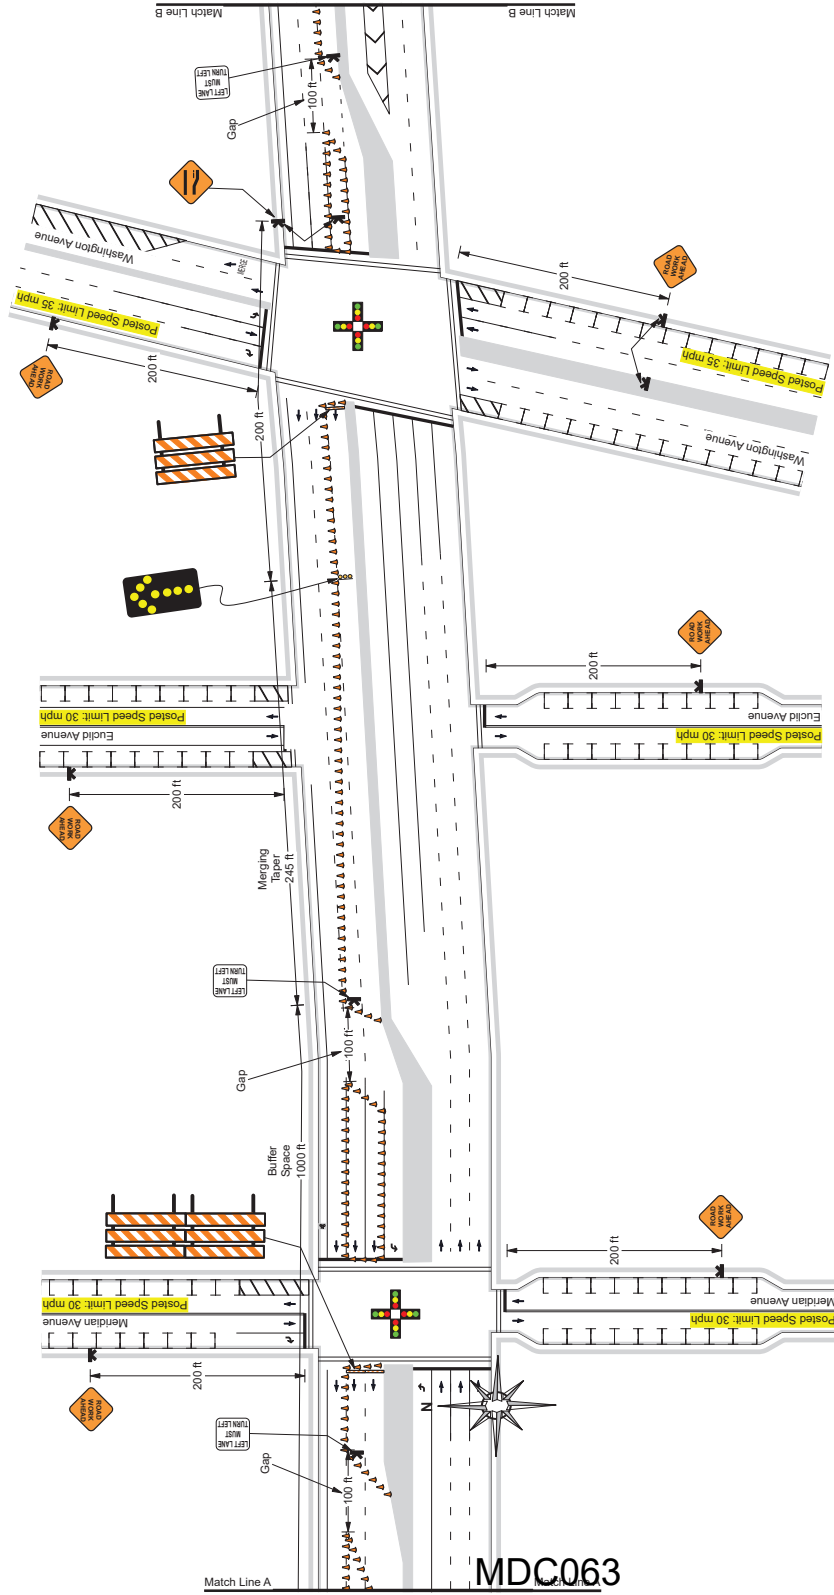 Match Line B
Match Line B
LEFT LANE
MUST
TURN LEFT
100 ft
Gap
Washington Avenue
MERGE
Posted Speed Limit: 35 mph
ROAD
WORK
AHEAD
200 ft
200 ft
ROAD
WORK
AHEAD
200 ft
Posted Speed Limit: 35 mph
Washington Avenue
200 ft
ROAD
WORK
AHEAD
Posted Speed Limit: 30 mph
Euclid Avenue
Euclid Avenue
Posted Speed Limit: 30 mph
200 ft
ROAD
WORK
AHEAD
Merging
Taper
245 ft
LEFT LANE
MUST
TURN LEFT
100 ft
Gap
Buffer
Space
1000 ft
ROAD
WORK
AHEAD
200 ft
Posted Speed Limit: 30 mph
Meridian Avenue
Meridian Avenue
Posted Speed Limit: 30 mph
200 ft
ROAD
WORK
AHEAD
N
LEFT LANE
MUST
TURN LEFT
Gap
100 ft
Match Line A
Match Line A
MDC063